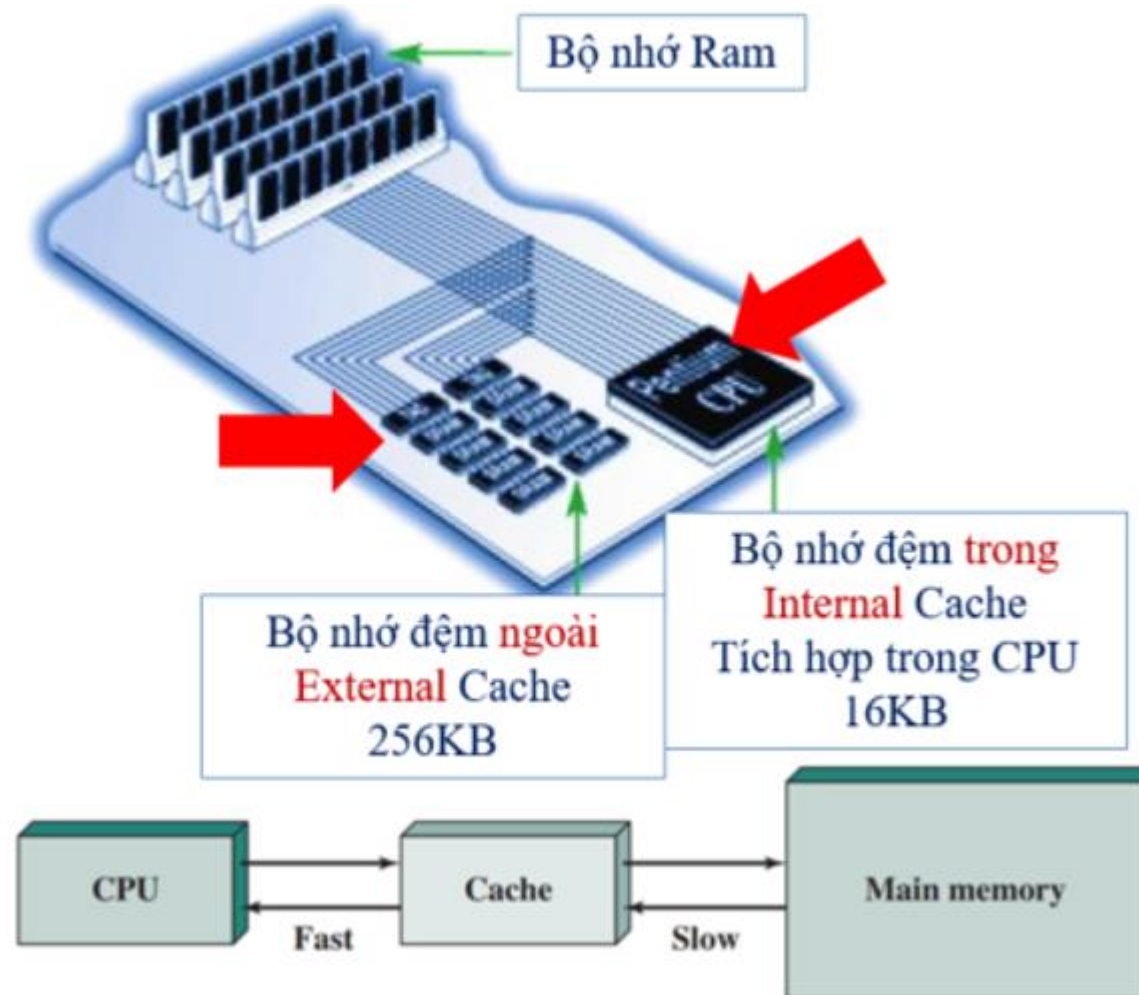 Bộ nhớ Ram
Pentium
CPU
Bộ nhớ đệm trong
Internal Cache
Tích hợp trong CPU
16KB
Bộ nhớ đệm ngoài
External Cache
256KB
CPU
Cache
Main memory
Fast
Slow